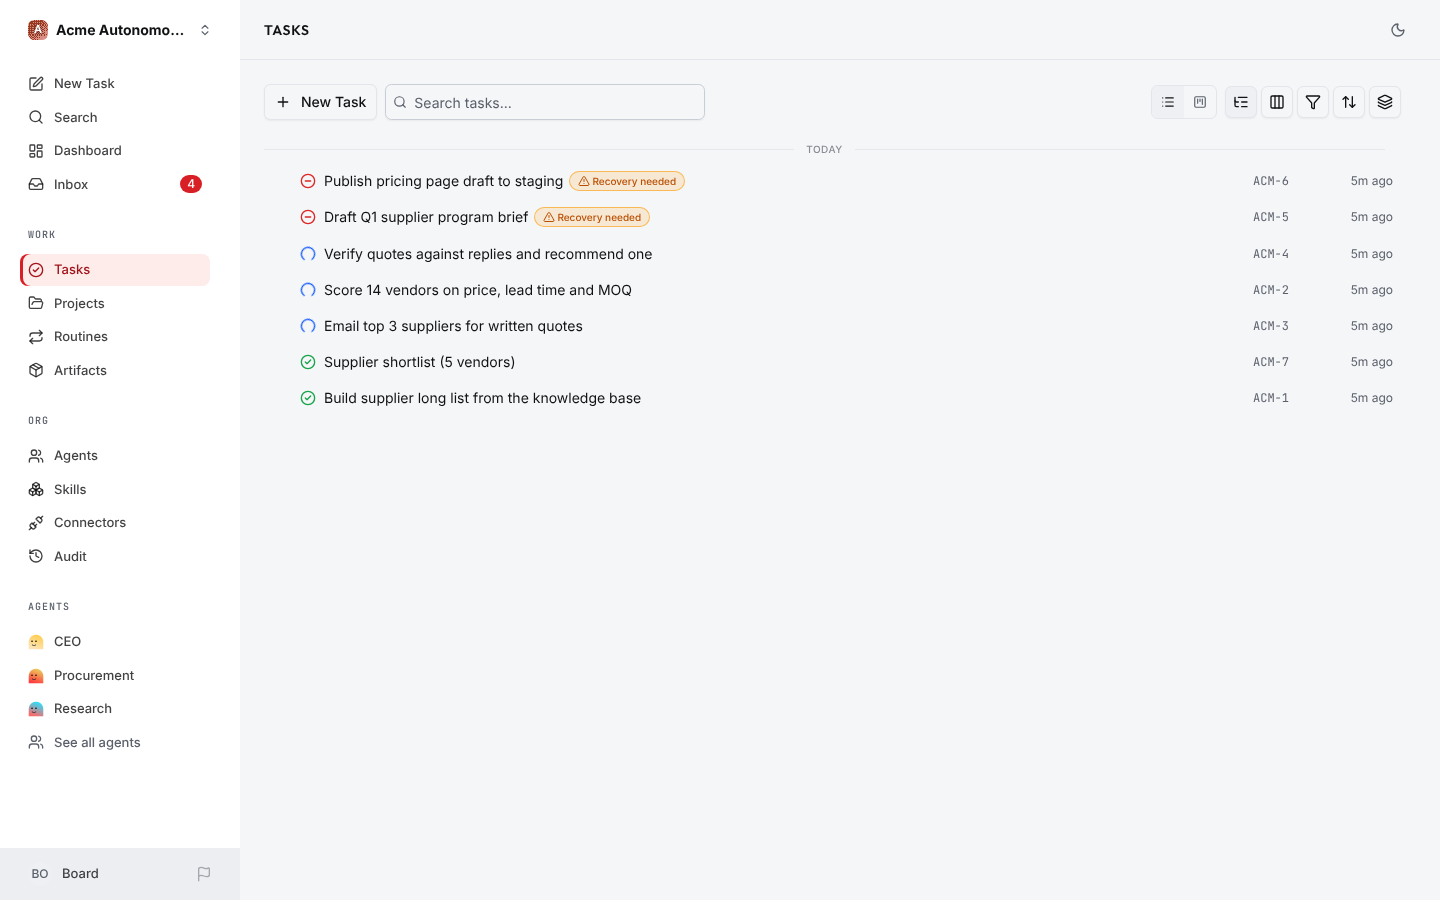 A Acme Autonomo...
New Task
Search
Dashboard
Inbox 4
WORK
Tasks
Projects
Routines
Artifacts
ORG
Agents
Skills
Connectors
Audit
AGENTS
CEO
Procurement
Research
See all agents
BO Board
TASKS
New Task Search tasks...
TODAY
Publish pricing page draft to staging Recovery needed ACM-6 5m ago
Draft Q1 supplier program brief Recovery needed ACM-5 5m ago
Verify quotes against replies and recommend one ACM-4 5m ago
Score 14 vendors on price, lead time and MOQ ACM-2 5m ago
Email top 3 suppliers for written quotes ACM-3 5m ago
Supplier shortlist (5 vendors) ACM-7 5m ago
Build supplier long list from the knowledge base ACM-1 5m ago